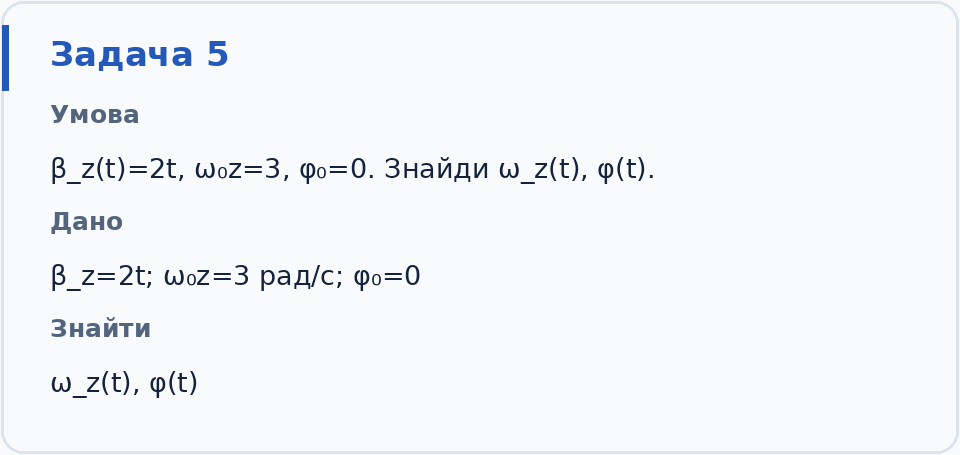 Задача 5
Умова
β_z(t)=2t, ω₀z=3, φ₀=0. Знайди ω_z(t), φ(t).
Дано
β_z=2t; ω₀z=3 рад/с; φ₀=0
Знайти
ω_z(t), φ(t)